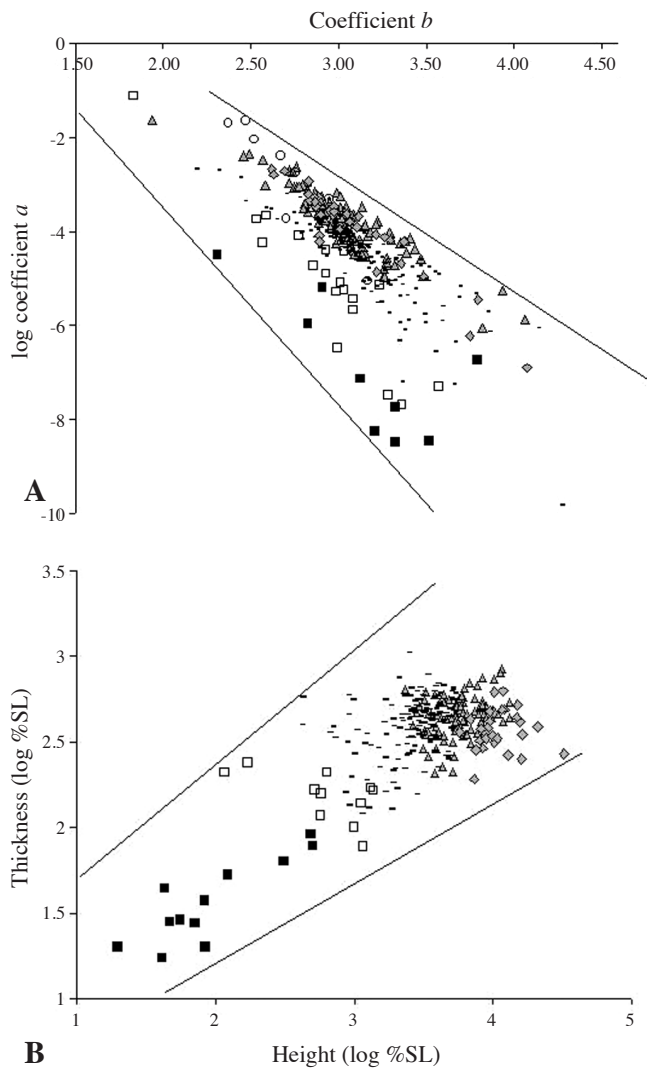 Coefficient b
0
1.50 2.00 2.50 3.00 3.50 4.00 4.50
-2
-4
log coefficient a
-6
-8
A
-10
3.5
3
Thickness (log %SL)
2.5
2
1.5
1
1 2 3 4 5
B
Height (log %SL)